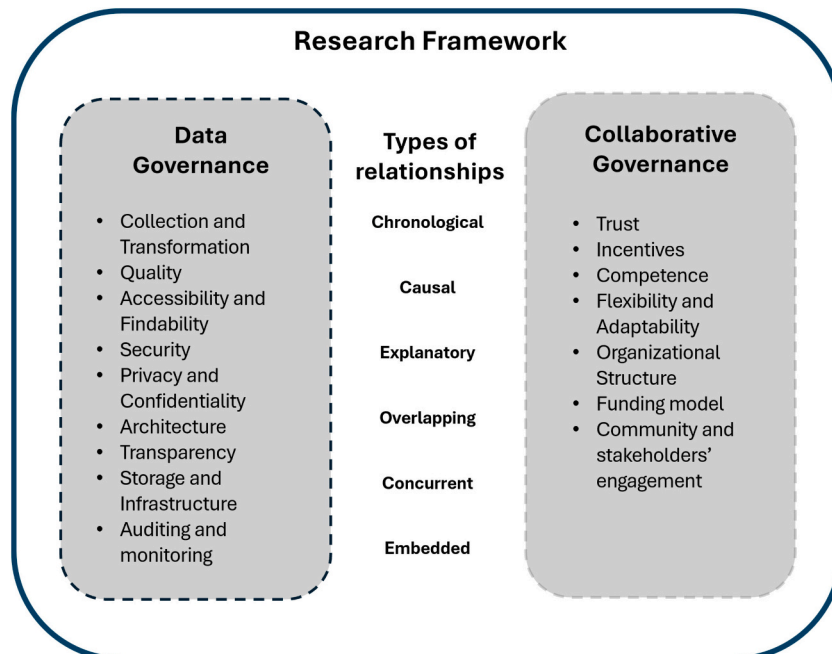 Research Framework
Data
Governance
• Collection and
Transformation
• Quality
• Accessibility and
Findability
• Security
• Privacy and
Confidentiality
• Architecture
• Transparency
• Storage and
Infrastructure
• Auditing and
monitoring
Types of
relationships
Chronological
Causal
Explanatory
Overlapping
Concurrent
Embedded
Collaborative
Governance
• Trust
• Incentives
• Competence
• Flexibility and
Adaptability
• Organizational
Structure
• Funding model
• Community and
stakeholders’
engagement